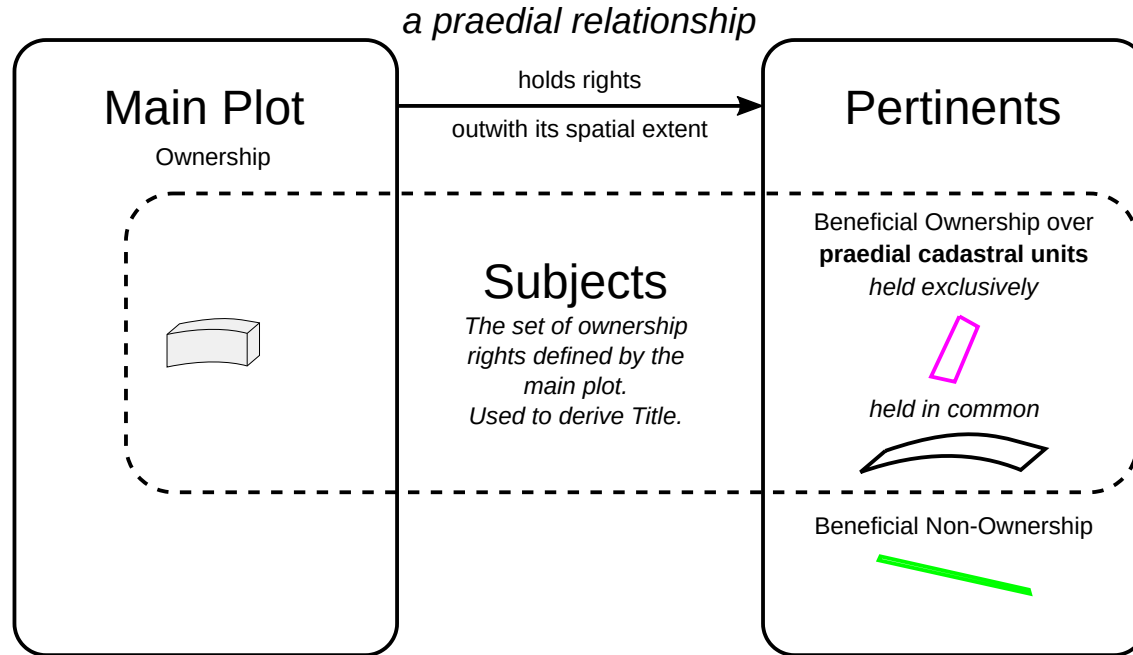 a praedial relationship
Main Plot
Ownership
holds rights
outwith its spatial extent
Pertinents
Subjects
The set of ownership
rights defined by the
main plot.
Used to derive Title.
Beneficial Ownership over
praedial cadastral units
held exclusively
held in common
Beneficial Non-Ownership